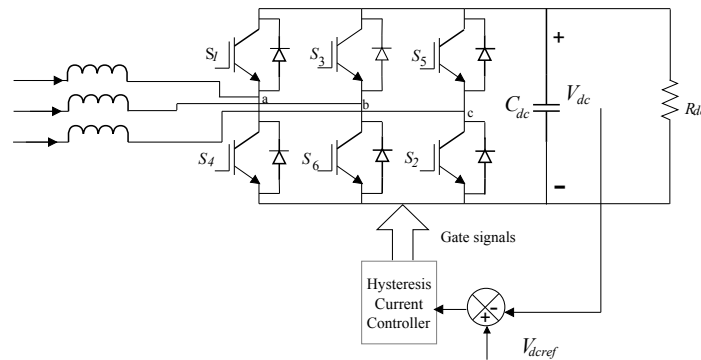 S1 S3 S5
+
a b c
Cdc Vdc Rdc
S4 S6 S2
-
Gate signals
Hysteresis
Current
Controller
-
+
Vdcref